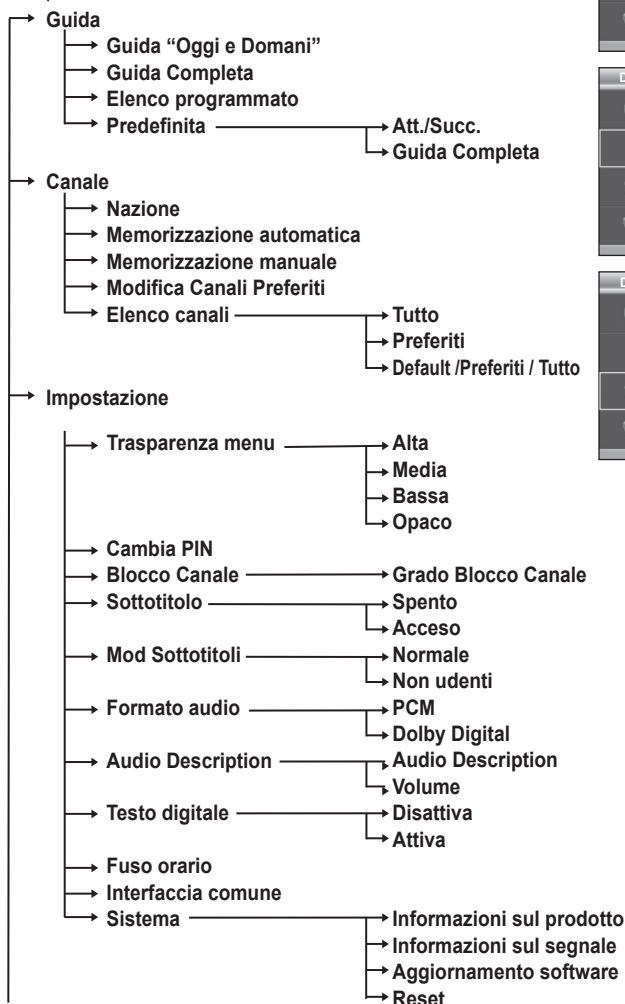 Guida
Guida “Oggi e Domani”
Guida Completa
Elenco programmato
Predefinita Att./Succ.
Guida Completa
Canale
Nazione
Memorizzazione automatica
Memorizzazione manuale
Modifica Canali Preferiti
Elenco canali Tutto
Preferiti
Default /Preferiti / Tutto
Impostazione
Trasparenza menu Alta
Media
Bassa
Opaco
Cambia PIN
Blocco Canale Grado Blocco Canale
Sottotitolo Spento
Acceso
Mod Sottotitoli Normale
Non udenti
Formato audio PCM
Dolby Digital
Audio Description Audio Description
Volume
Testo digitale Disattiva
Attiva
Fuso orario
Interfaccia comune
Sistema Informazioni sul prodotto
Informazioni sul segnale
Aggiornamento software
Reset